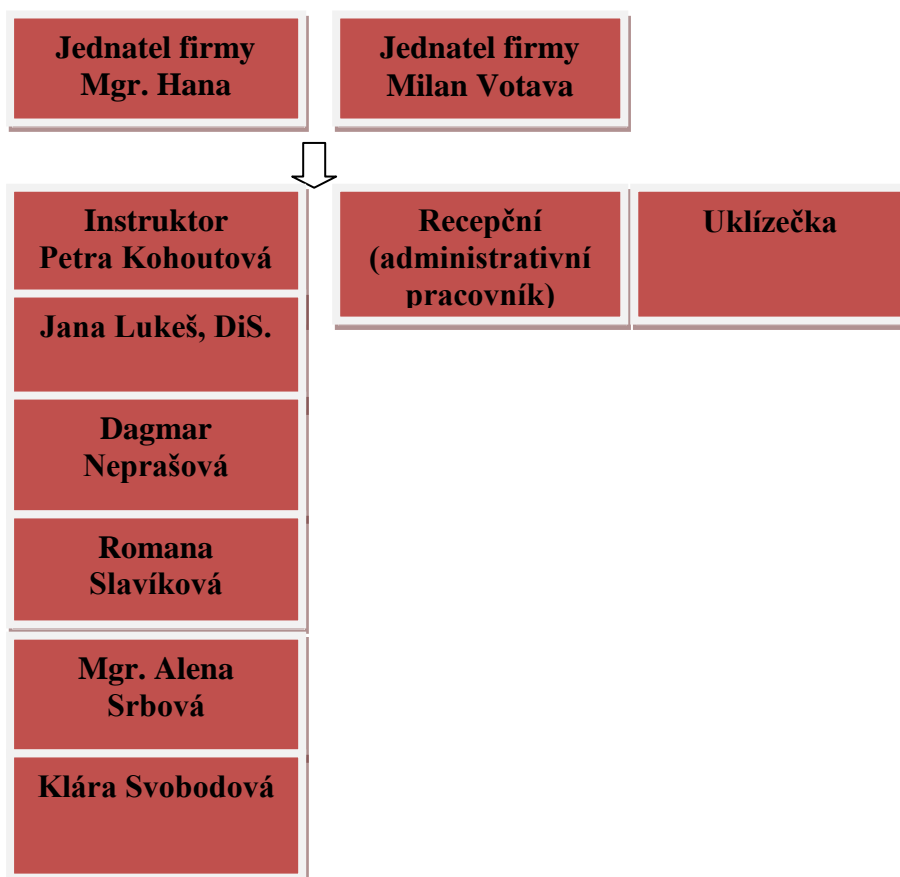 Jednatel firmy
Mgr. Hana
Jednatel firmy
Milan Votava
Instruktor
Petra Kohoutová
Recepční
(administrativní
pracovník)
Uklízečka
Jana Lukeš, DiS.
Dagmar
Neprašová
Romana
Slavíková
Mgr. Alena
Srbová
Klára Svobodová